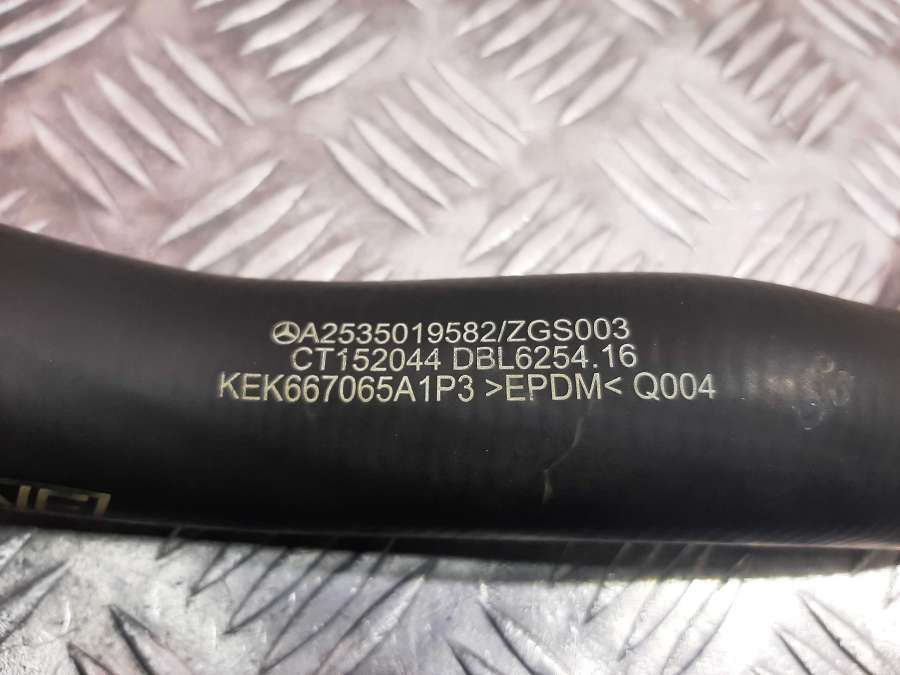 A2535019582/ZGS003
CT152044 DBL6254.16
KEK667065A1P3 >EPDM< Q004